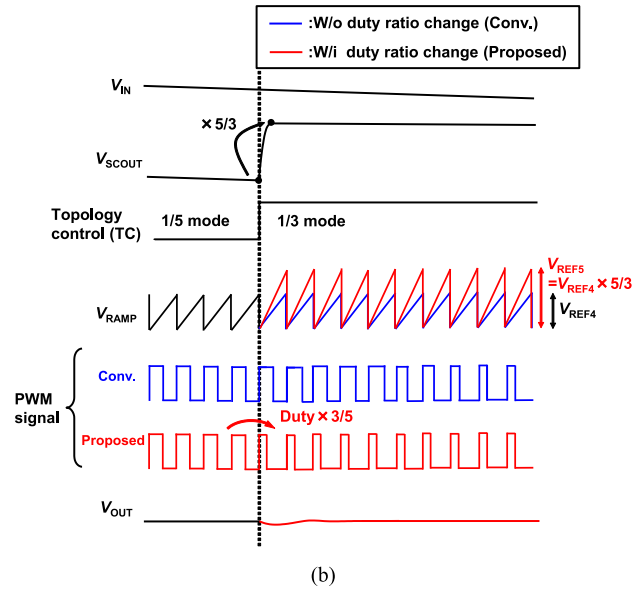 :W/o duty ratio change (Conv.)
:W/i duty ratio change (Proposed)
VIN
× 5/3
VSCOUT
Topology
control (TC)
1/5 mode
1/3 mode
VREF5
=VREF4 × 5/3
VREF4
VRAMP
Conv.
PWM
signal
Duty × 3/5
Proposed
VOUT
(b)